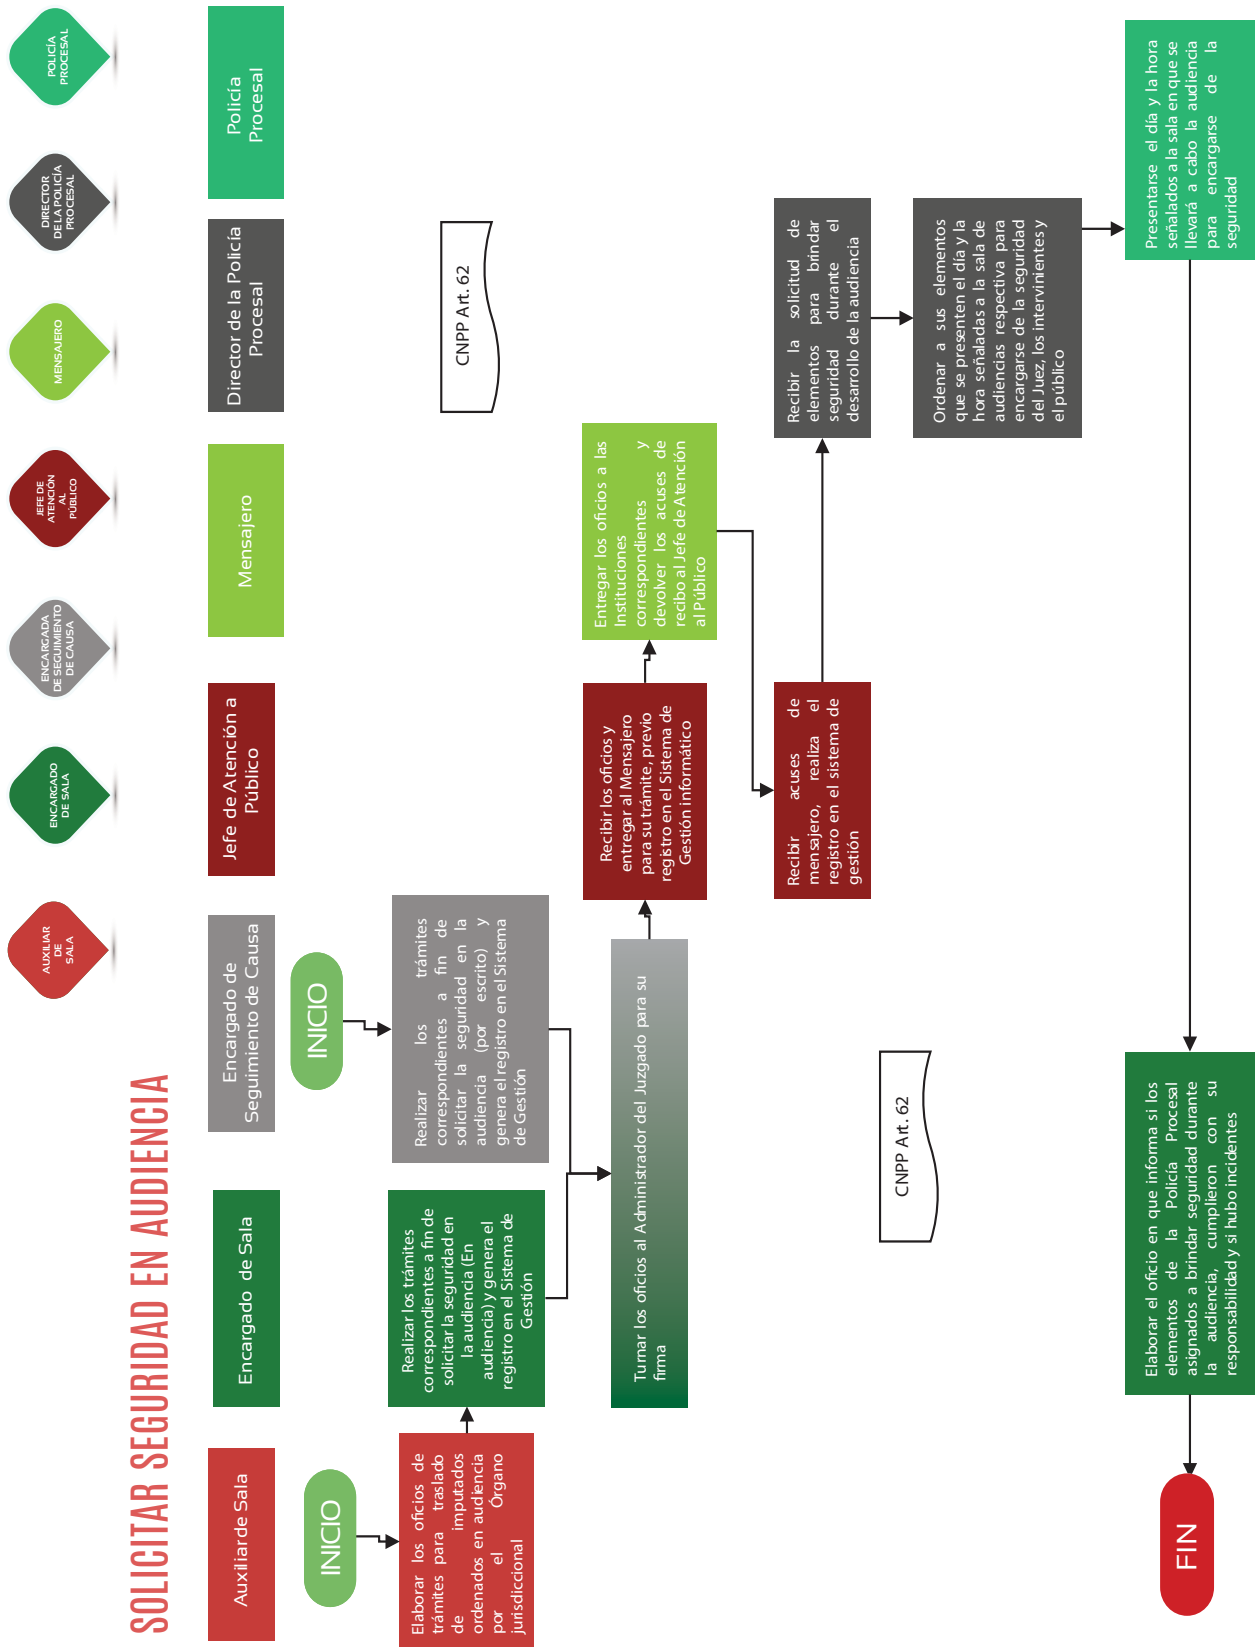 SOLICITAR SEGURIDAD EN AUDIENCIA
AUXILIAR
DE
SALA
ENCARGADO
DE SALA
ENCARGADA
DE SEGUIMIENTO
DE CAUSA
JEFE DE
ATENCIÓN
AL
PÚBLICO
MENSAJERO
DIRECTOR
DE LA POLICÍA
PROCESAL
POLICÍA
PROCESAL
Auxiliar de Sala
Encargado de Sala
Encargado de
Seguimiento de Causa
Jefe de Atención a
Público
Mensajero
Director de la Policía
Procesal
Policía
Procesal
INICIO
INICIO
Elaborar los oficios de
trámites para traslado
de imputados
ordenados en audiencia
por el Órgano
jurisdiccional
Realizar los trámites
correspondientes a fin de
solicitar la seguridad en
la audiencia (En
audiencia) y genera el
registro en el Sistema de
Gestión
Realizar los trámites
correspondientes a fin de
solicitar la seguridad en la
audiencia (por escrito) y
genera el registro en el Sistema
de Gestión
CNPP Art. 62
Turnar los oficios al Administrador del Juzgado para su
firma
Recibir los oficios y
entregar al Mensajero
para su trámite, previo
registro en el Sistema de
Gestión informático
Entregar los oficios a las
Instituciones
correspondientes y
devolver los acuses de
recibo al Jefe de Atención
al Público
Recibir acuses de
mensajero, realiza el
registro en el sistema de
gestión
Recibir la solicitud de
elementos para brindar
seguridad durante el
desarrollo de la audiencia
CNPP Art. 62
Ordenar a sus elementos
que se presenten el día y la
hora señaladas a la sala de
audiencias respectiva para
encargarse de la seguridad
del Juez, los intervinientes y
el público
Presentarse el día y la hora
señalados a la sala en que se
llevará a cabo la audiencia
para encargarse de la
seguridad
Elaborar el oficio en que informa si los
elementos de la Policía Procesal
asignados a brindar seguridad durante
la audiencia, cumplieron con su
responsabilidad y si hubo incidentes
FIN